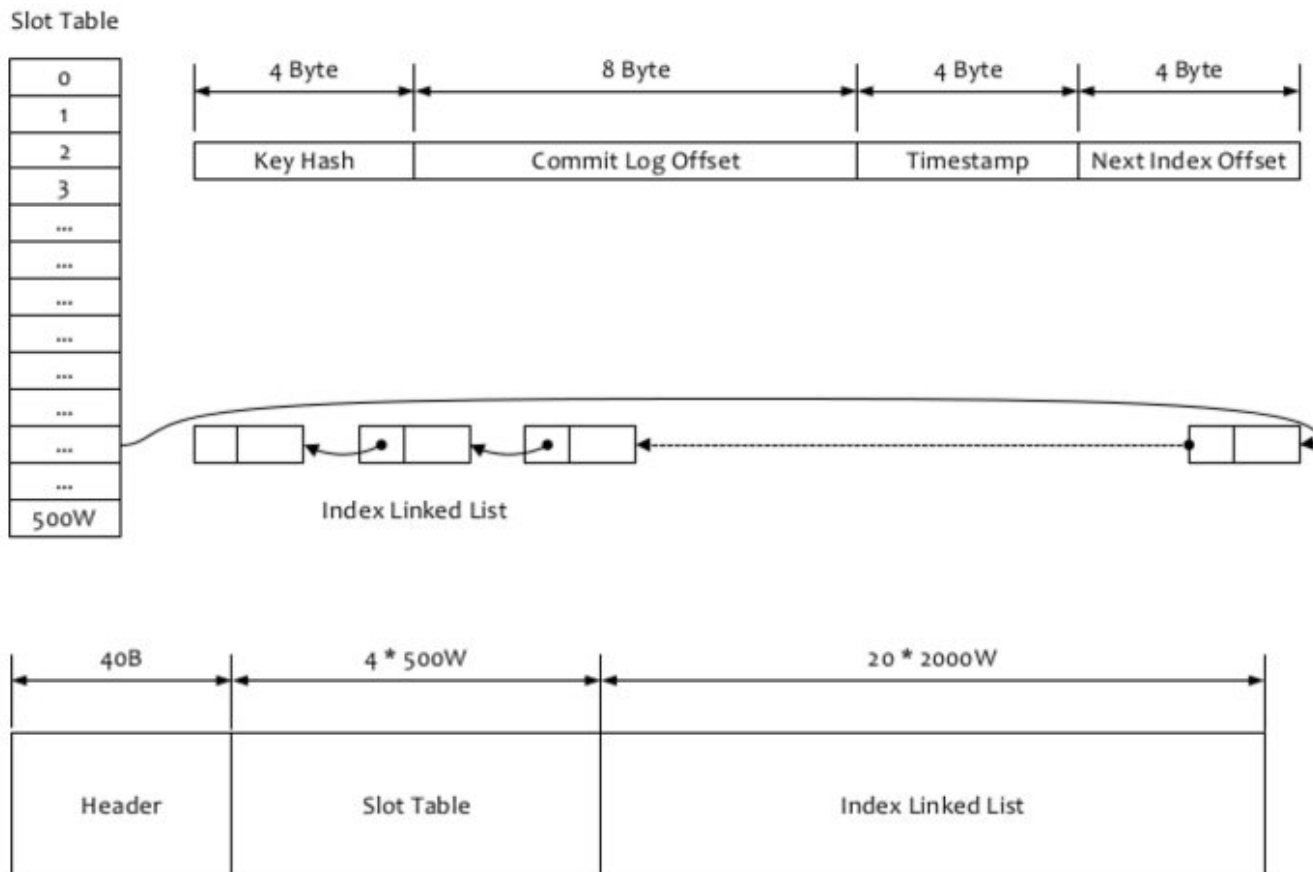 Slot Table
0
1
2
3
...
...
...
...
...
...
...
...
500W
4 Byte 8 Byte 4 Byte 4 Byte
Key Hash Commit Log Offset Timestamp Next Index Offset
Index Linked List
40B 4 * 500W 20 * 2000W
Header Slot Table Index Linked List